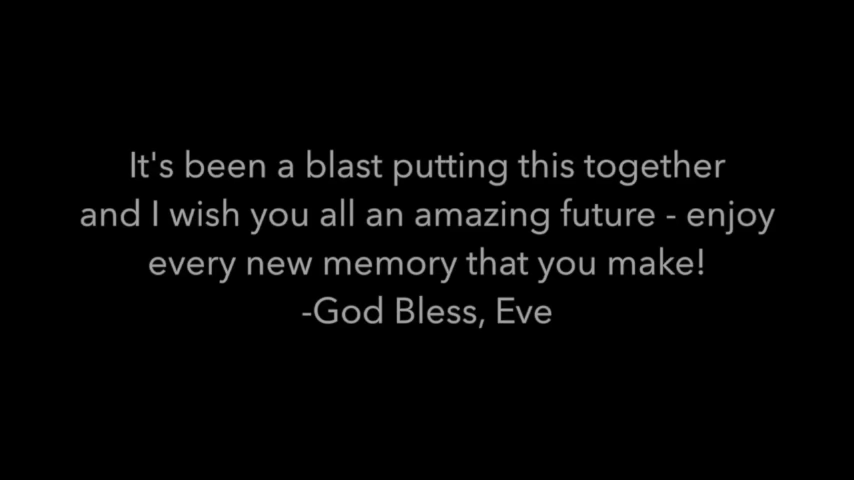 It's been a blast putting this together
and I wish you all an amazing future - enjoy
every new memory that you make!
-God Bless, Eve